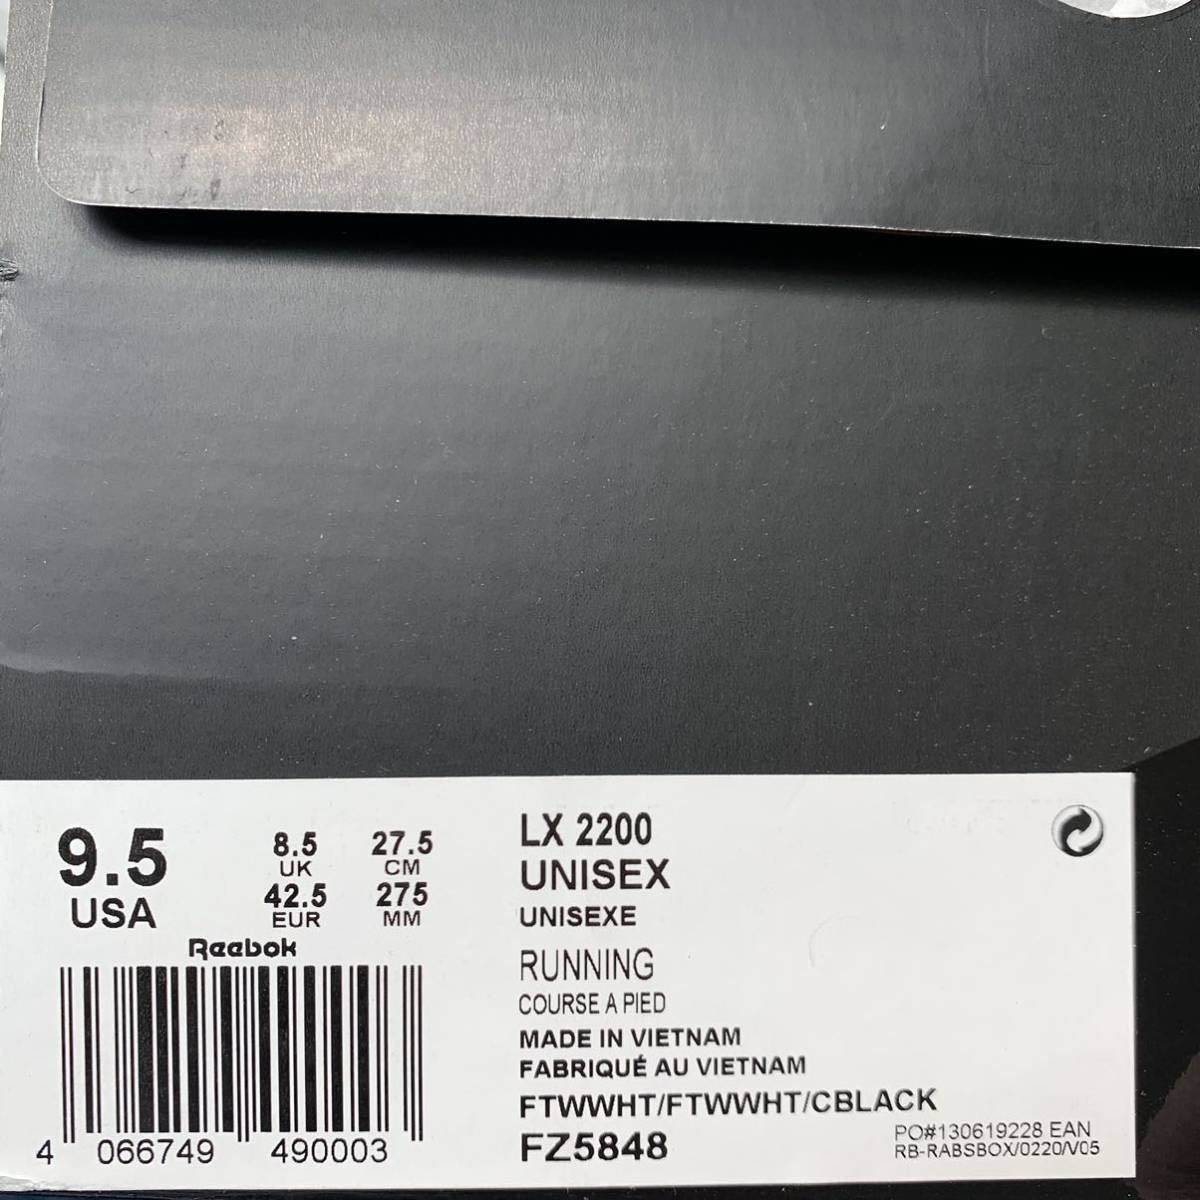 9.5
USA
8.5
UK
42.5
EUR
27.5
CM
275
MM
Reebok
4 066749 490003
LX 2200
UNISEX
UNISEXE
RUNNING
COURSE A PIED
MADE IN VIETNAM
FABRIQUÉ AU VIETNAM
FTWWHT/FTWWHT/CBLACK
FZ5848
PO#130619228 EAN
RB-RABSBOX/0220/V05